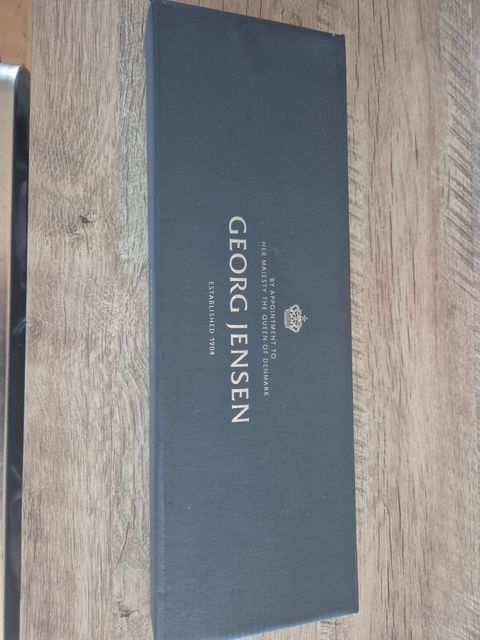 BY APPOINTMENT TO
HER MAJESTY THE QUEEN OF DENMARK
GEORG JENSEN
ESTABLISHED 1904